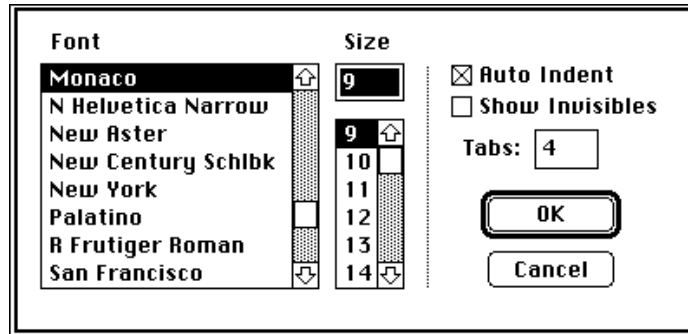 Font
Monaco
N Helvetica Narrow
New Aster
New Century Schlbk
New York
Palatino
R Frutiger Roman
San Francisco
Size
9
9
10
11
12
13
14
Auto Indent
Show Invisibles
Tabs: 4
OK
Cancel